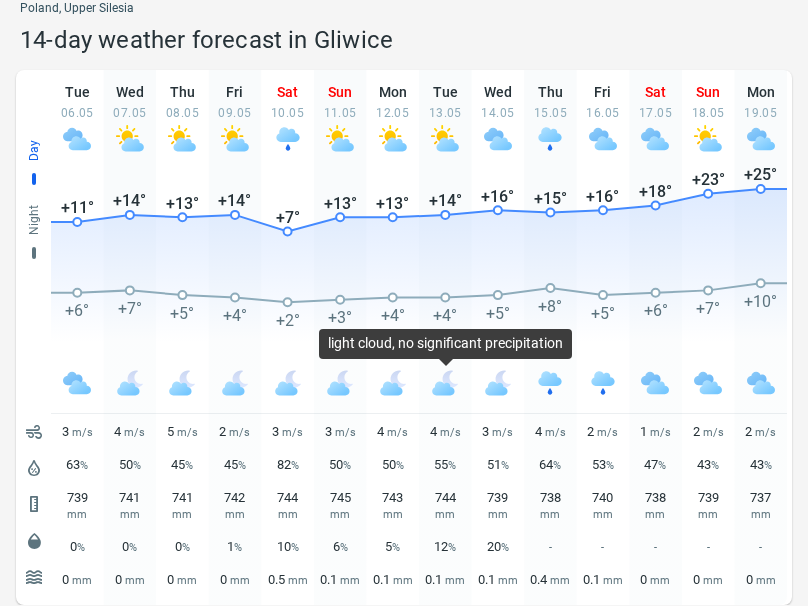 Poland, Upper Silesia
14-day weather forecast in Gliwice
Tue Wed Thu Fri Sat Sun Mon Tue Wed Thu Fri Sat Sun Mon
06.05 07.05 08.05 09.05 10.05 11.05 12.05 13.05 14.05 15.05 16.05 17.05 18.05 19.05
Day
+11° +14° +13° +14° +7° +13° +13° +14° +16° +15° +16° +18° +23° +25°
Night
+6° +7° +5° +4° +2° +3° +4° +4° +5° +8° +5° +6° +7° +10°
light cloud, no significant precipitation
3 m/s 4 m/s 5 m/s 2 m/s 3 m/s 3 m/s 4 m/s 4 m/s 3 m/s 4 m/s 2 m/s 1 m/s 2 m/s 2 m/s
63% 50% 45% 45% 82% 50% 50% 55% 51% 64% 53% 47% 43% 43%
739 741 741 742 744 745 743 744 739 738 740 738 739 737
mm mm mm mm mm mm mm mm mm mm mm mm mm mm
0% 0% 0% 1% 10% 6% 5% 12% 20% - - - - -
0 mm 0 mm 0 mm 0 mm 0.5 mm 0.1 mm 0.1 mm 0.1 mm 0.1 mm 0.4 mm 0.1 mm 0 mm 0 mm 0 mm